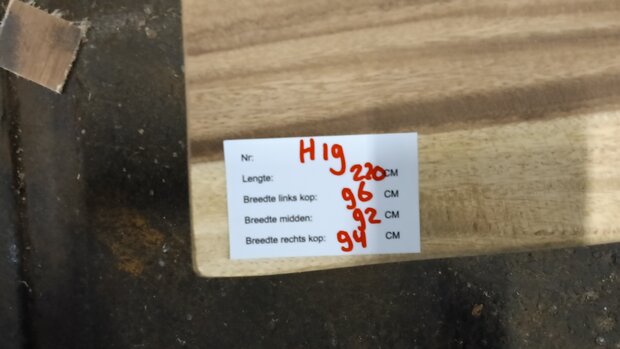 Nr: H19
Lengte: 220 CM
Breedte links kop: 96 CM
Breedte midden: 92 CM
Breedte rechts kop: 94 CM